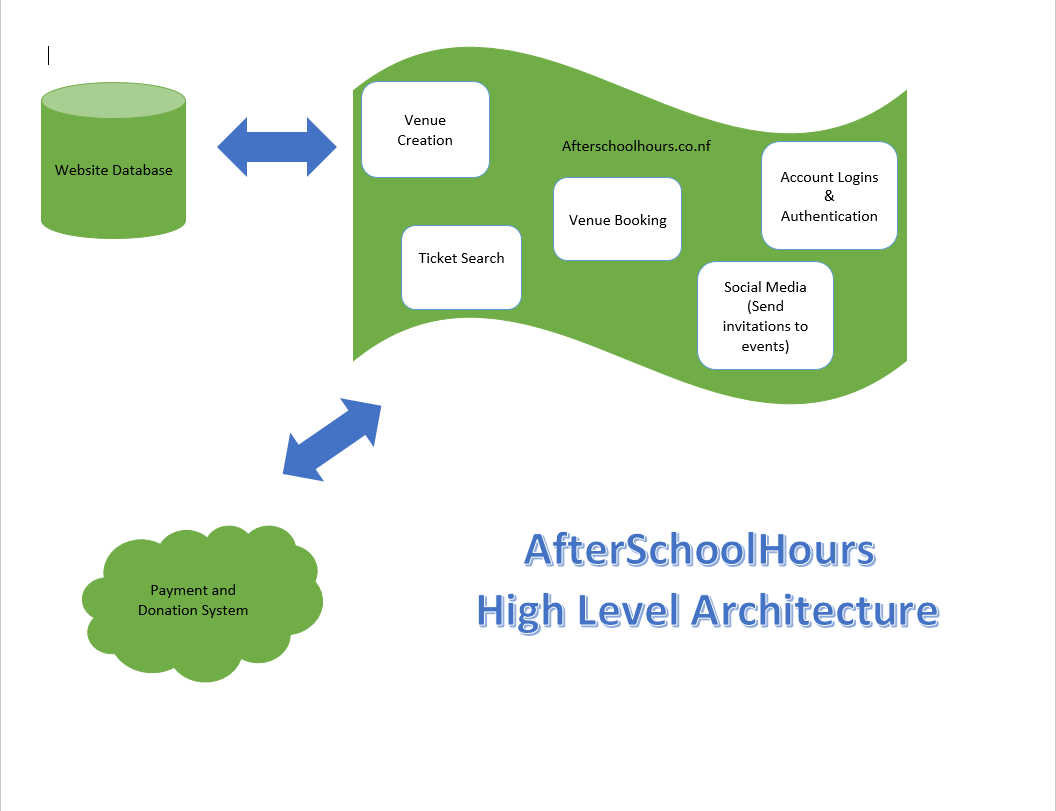 Website Database
Venue
Creation
Afterschoolhours.co.nf
Account Logins
&
Authentication
Venue Booking
Ticket Search
Social Media
(Send
invitations to
events)
Payment and
Donation System
AfterSchoolHours
High Level Architecture